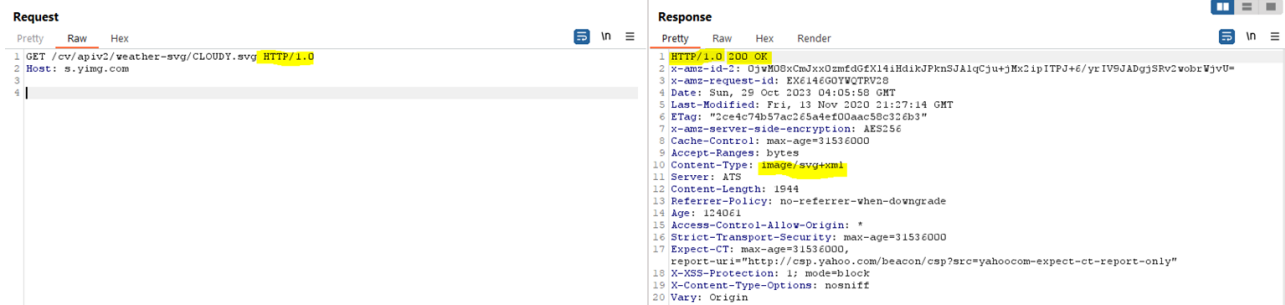 Request
Pretty Raw Hex \n
1 GET /cv/apiv2/weather-svg/CLOUDY.svg HTTP/1.0
2 Host: s.yimg.com
3
4
Response
Pretty Raw Hex Render \n
1 HTTP/1.0 200 OK
2 x-amz-id-2:
3 x-amz-request-id: EX6146G0YWQTRV28
4 Date: Sun, 29 Oct 2023 04:05:58 GMT
5 Last-Modified: Fri, 13 Nov 2020 21:27:14 GMT
6 ETag: "2ce4c74b57ac265a4ef00aac58c326b3"
7 x-amz-server-side-encryption: AES256
8 Cache-Control: max-age=31536000
9 Accept-Ranges: bytes
10 Content-Type: image/svg+xml
11 Server: ATS
12 Content-Length: 1944
13 Referrer-Policy: no-referrer-when-downgrade
14 Age: 124061
15 Access-Control-Allow-Origin: *
16 Strict-Transport-Security: max-age=31536000
17 Expect-CT: max-age=31536000,
report-uri="http://csp.yahoo.com/beacon/csp?src=yahoocom-expect-ct-report-only"
18 X-XSS-Protection: 1; mode=block
19 X-Content-Type-Options: nosniff
20 Vary: Origin